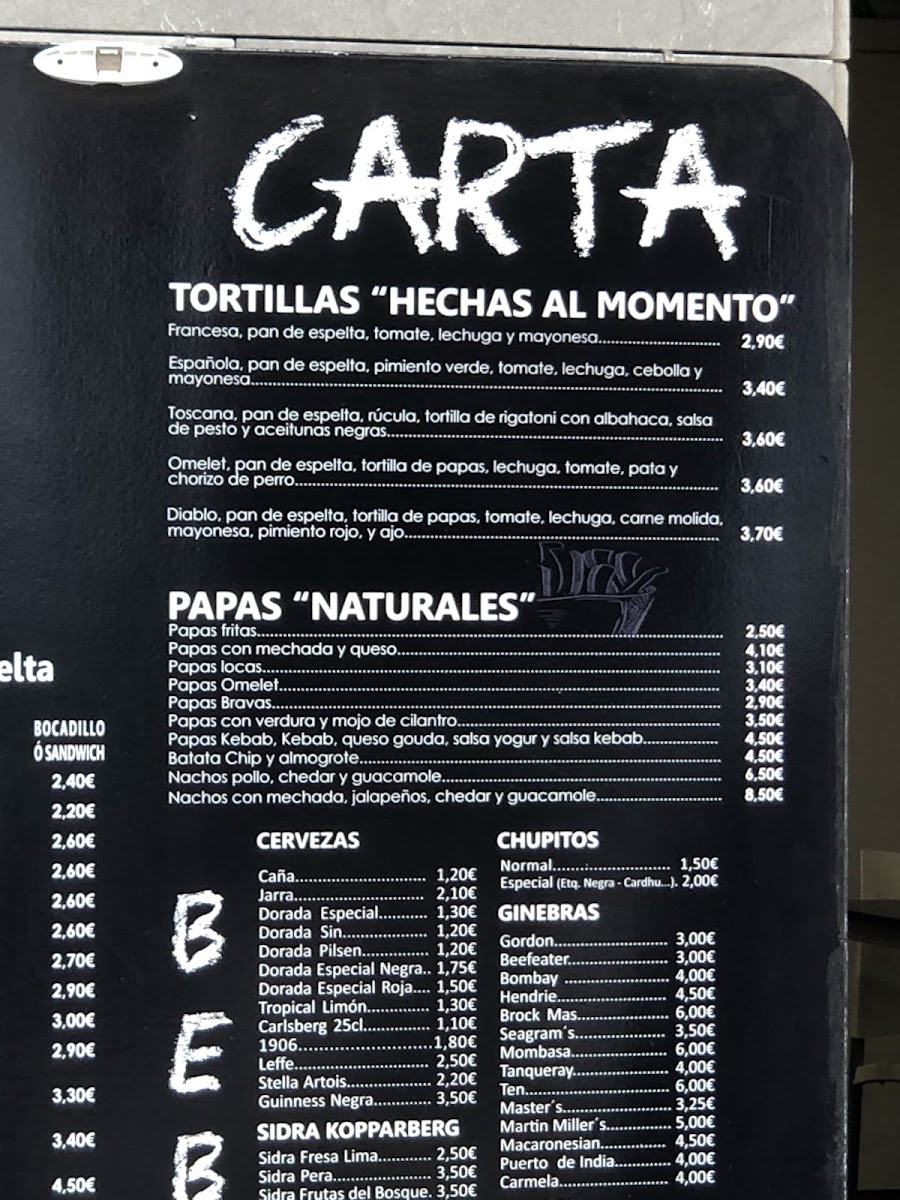 CARTA
TORTILLAS “HECHAS AL MOMENTO”
Francesa, pan de espelta, tomate, lechuga y mayonesa........ 2,90€
Española, pan de espelta, pimiento verde, tomate, lechuga, cebolla y
mayonesa........ 3,40€
Toscana, pan de espelta, rúcula, tortilla de rigatoni con albahaca, salsa
de pesto y aceitunas negras........ 3,60€
Omelet, pan de espelta, tortilla de papas, lechuga, tomate, pata y
chorizo de perro........ 3,60€
Diablo, pan de espelta, tortilla de papas, tomate, lechuga, carne molida,
mayonesa, pimiento rojo, y ajo........ 3,70€
PAPAS “NATURALES”
Papas fritas........ 2,50€
Papas con mechada y queso........ 4,10€
Papas locas........ 3,10€
Papas Omelet........ 3,40€
Papas Bravas........ 2,90€
Papas con verdura y mojo de cilantro........ 3,50€
Papas Kebab, Kebab, queso gouda, salsa yogur y salsa kebab........ 4,50€
Batata Chip y almogrote........ 4,50€
Nachos pollo, chedar y guacamole........ 6,50€
Nachos con mechada, jalapeños, chedar y guacamole........ 8,50€
elta
BOCADILLO
Ó SANDWICH
2,40€
2,20€
2,60€
2,60€
2,60€
2,60€
2,70€
2,90€
3,00€
2,90€
3,30€
3,40€
4,50€
B
E
B
CERVEZAS
Caña........ 1,20€
Jarra........ 2,10€
Dorada Especial........ 1,30€
Dorada Sin........ 1,20€
Dorada Pilsen........ 1,20€
Dorada Especial Negra.. 1,75€
Dorada Especial Roja.... 1,50€
Tropical Limón........ 1,30€
Carlsberg 25cl........ 1,10€
1906........ 1,80€
Leffe........ 2,50€
Stella Artois........ 2,20€
Guinness Negra........ 3,50€
SIDRA KOPPARBERG
Sidra Fresa Lima........ 2,50€
Sidra Pera........ 3,50€
Sidra Frutas del Bosque. 3,50€
CHUPITOS
Normal........ 1,50€
Especial (Etq. Negra - Cardhu...). 2,00€
GINEBRAS
Gordon........ 3,00€
Beefeater........ 3,00€
Bombay ........ 4,00€
Hendrie........ 4,50€
Brock Mas........ 6,00€
Seagram´s........ 3,50€
Mombasa........ 6,00€
Tanqueray........ 4,00€
Ten........ 6,00€
Master´s........ 3,25€
Martin Miller´s........ 5,00€
Macaronesian........ 4,50€
Puerto de India........ 4,00€
Carmela........ 4,00€